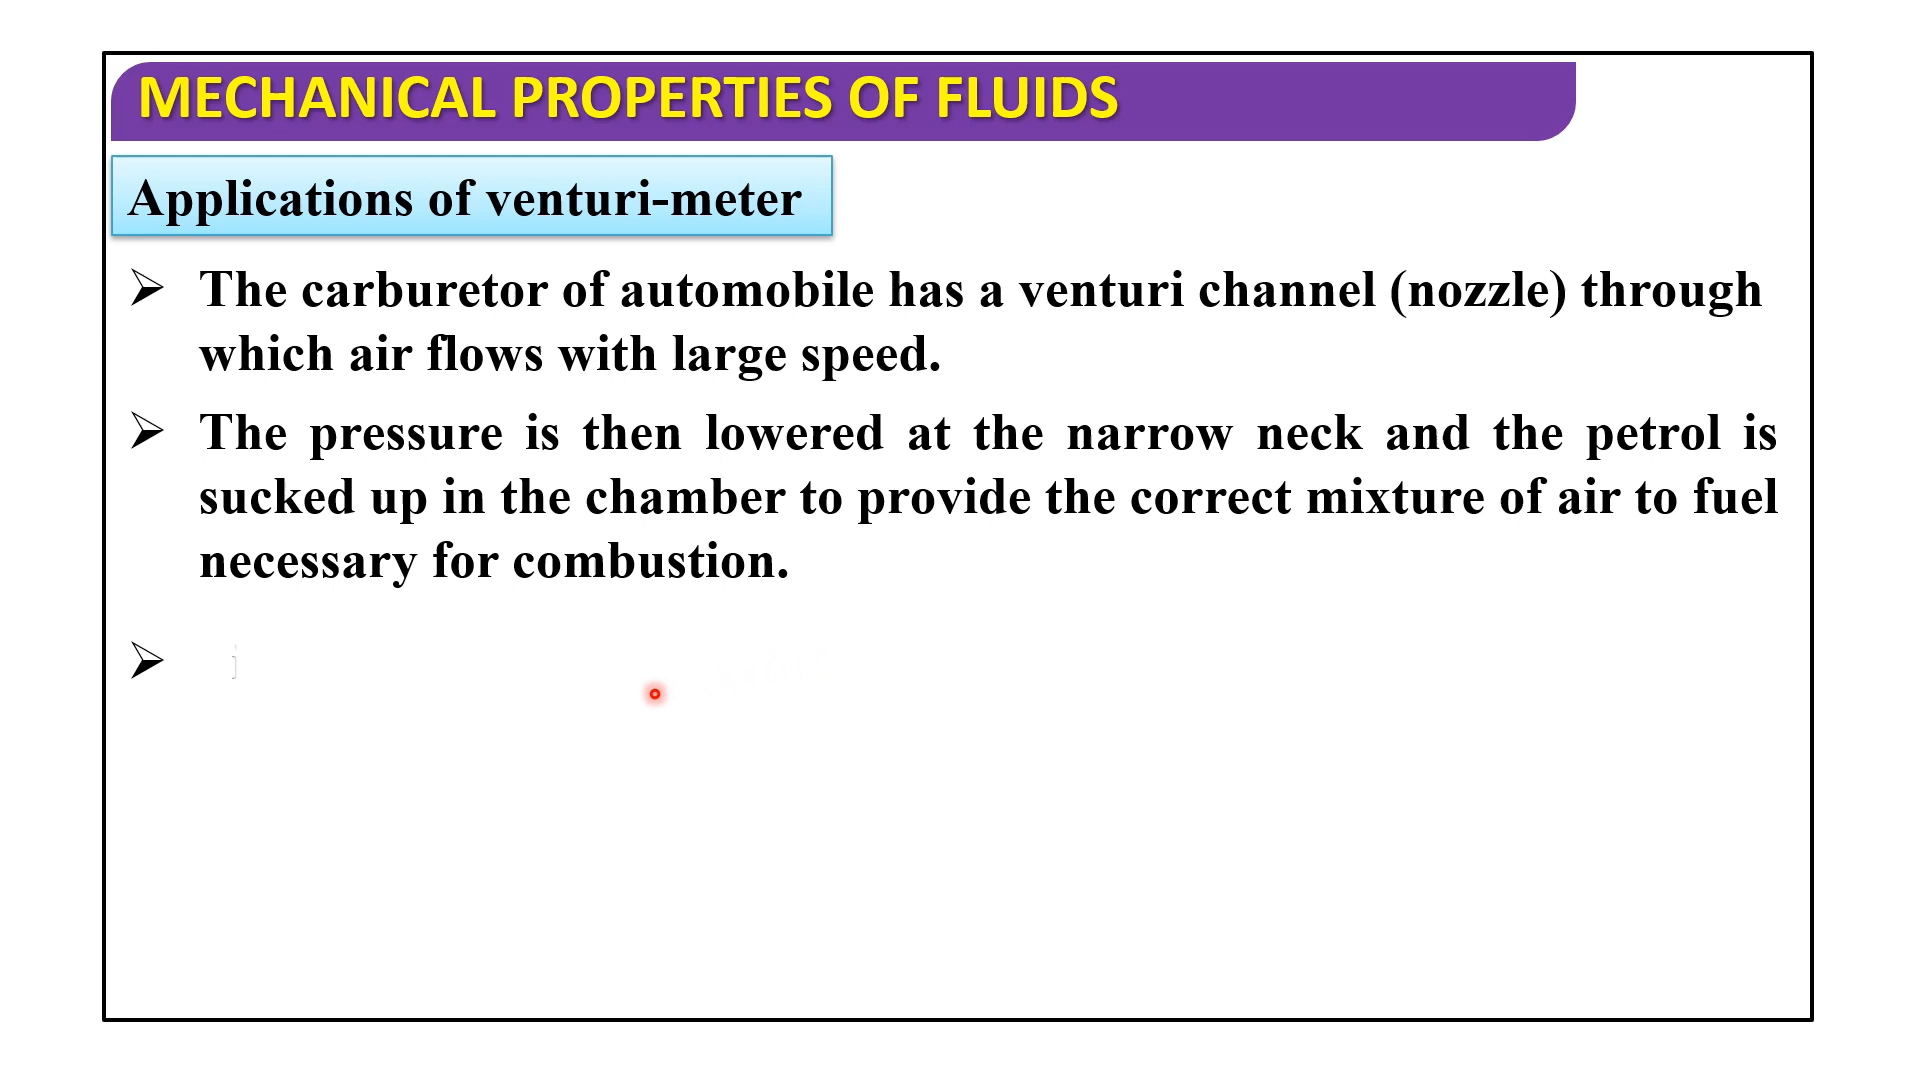 MECHANICAL PROPERTIES OF FLUIDS
Applications of venturi-meter
➢ The carburetor of automobile has a venturi channel (nozzle) through
which air flows with large speed.
➢ The pressure is then lowered at the narrow neck and the petrol is
sucked up in the chamber to provide the correct mixture of air to fuel
necessary for combustion.
➢